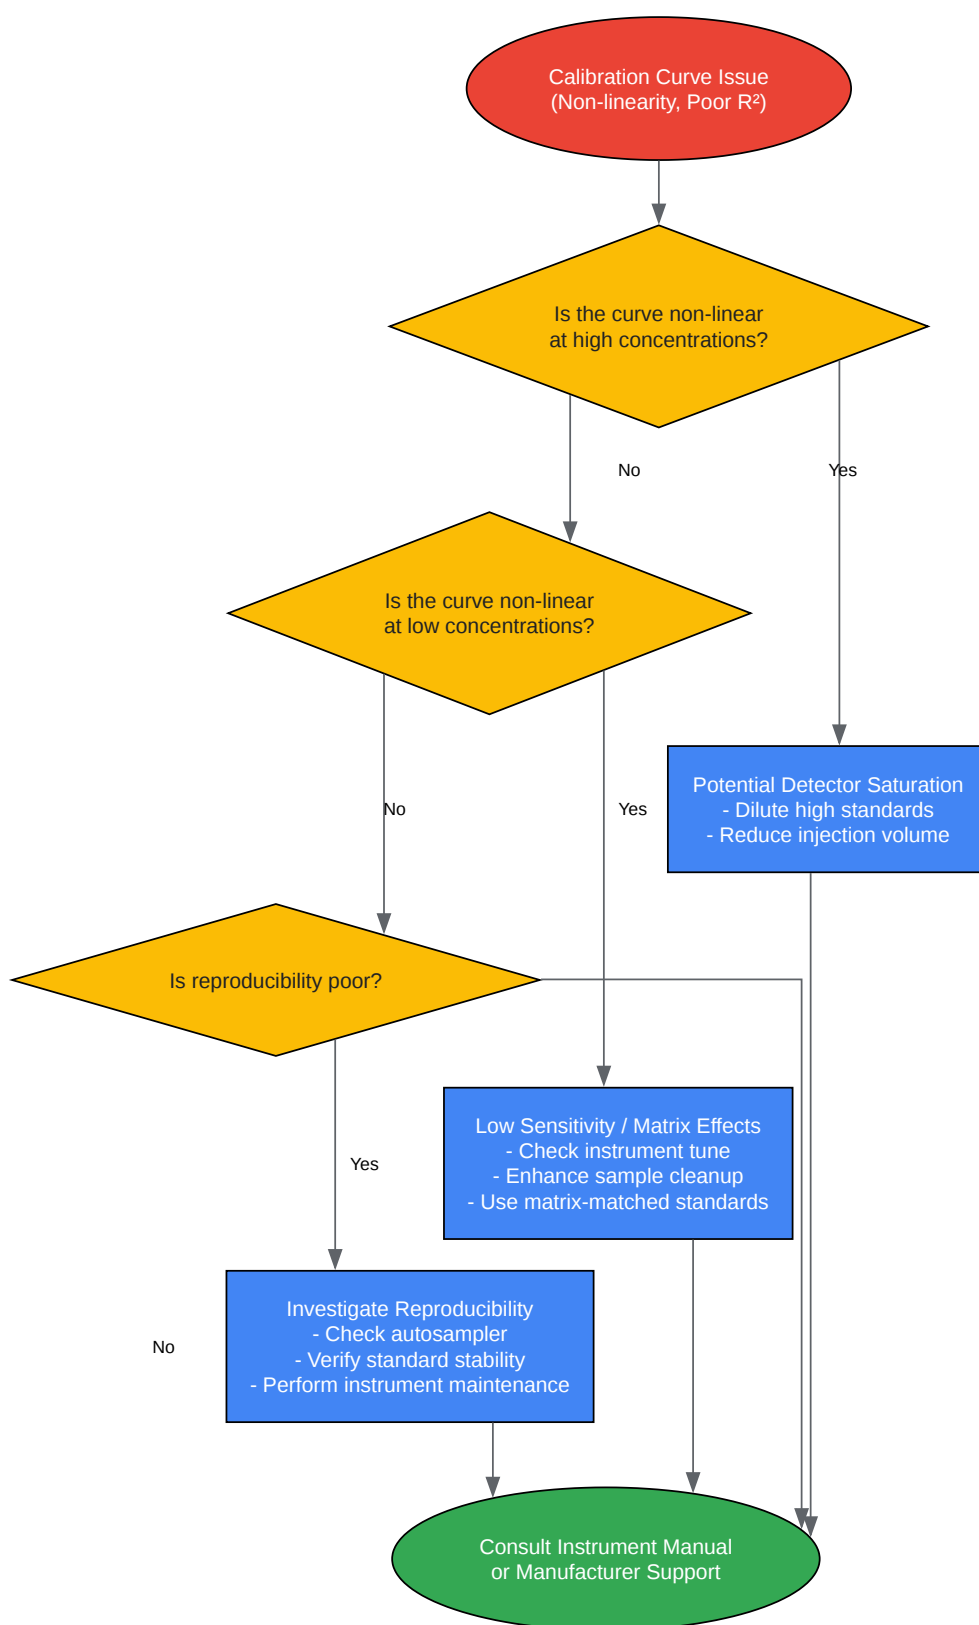 Calibration Curve Issue
(Non-linearity, Poor R²)
Is the curve non-linear
at high concentrations?
No
Yes
Is the curve non-linear
at low concentrations?
Potential Detector Saturation
- Dilute high standards
- Reduce injection volume
No
Yes
Is reproducibility poor?
Low Sensitivity / Matrix Effects
- Check instrument tune
- Enhance sample cleanup
- Use matrix-matched standards
Yes
Investigate Reproducibility
- Check autosampler
- Verify standard stability
- Perform instrument maintenance
No
Consult Instrument Manual
or Manufacturer Support